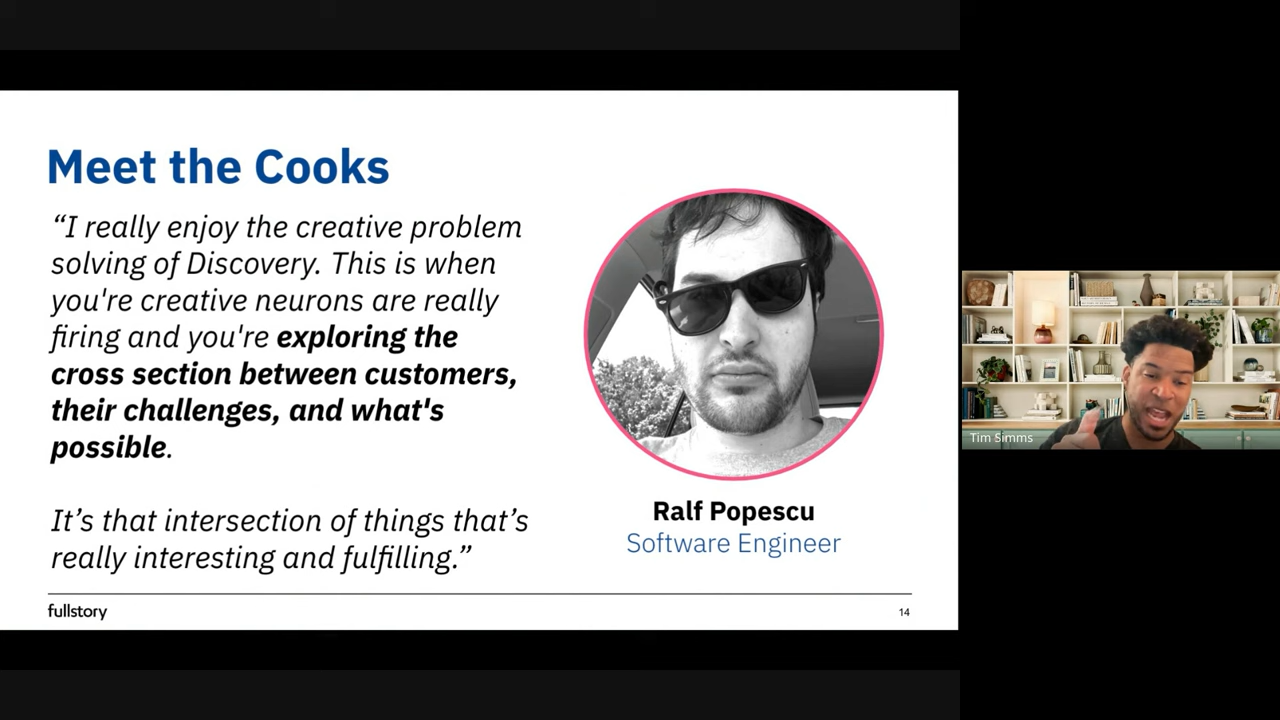 Meet the Cooks
“I really enjoy the creative problem
solving of Discovery. This is when
you're creative neurons are really
firing and you're exploring the
cross section between customers,
their challenges, and what's
possible.
It’s that intersection of things that’s
really interesting and fulfilling.”
Ralf Popescu
Software Engineer
fullstory
14
Tim Simms